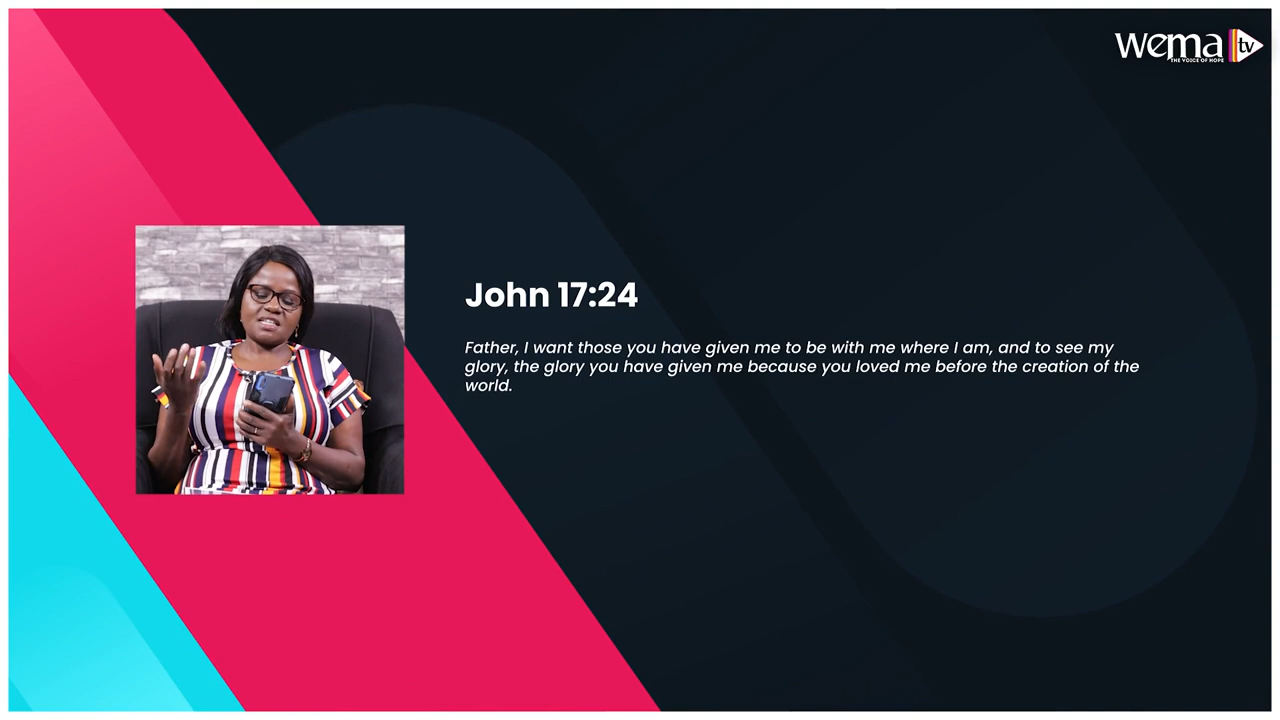 wema tv
THE VOICE OF HOPE
John 17:24
Father, I want those you have given me to be with me where I am, and to see my
glory, the glory you have given me because you loved me before the creation of the
world.